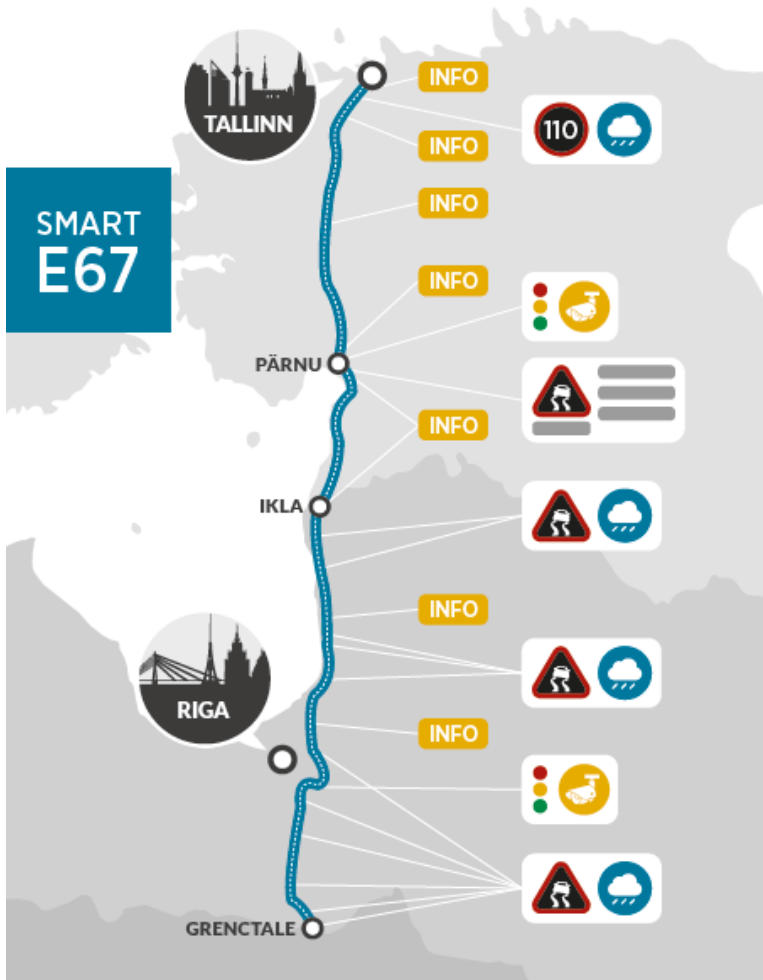 INFO
TALLINN
110
INFO
SMART
E67
INFO
INFO
PÄRNU
INFO
IKLA
INFO
RIGA
INFO
GRENCTALE